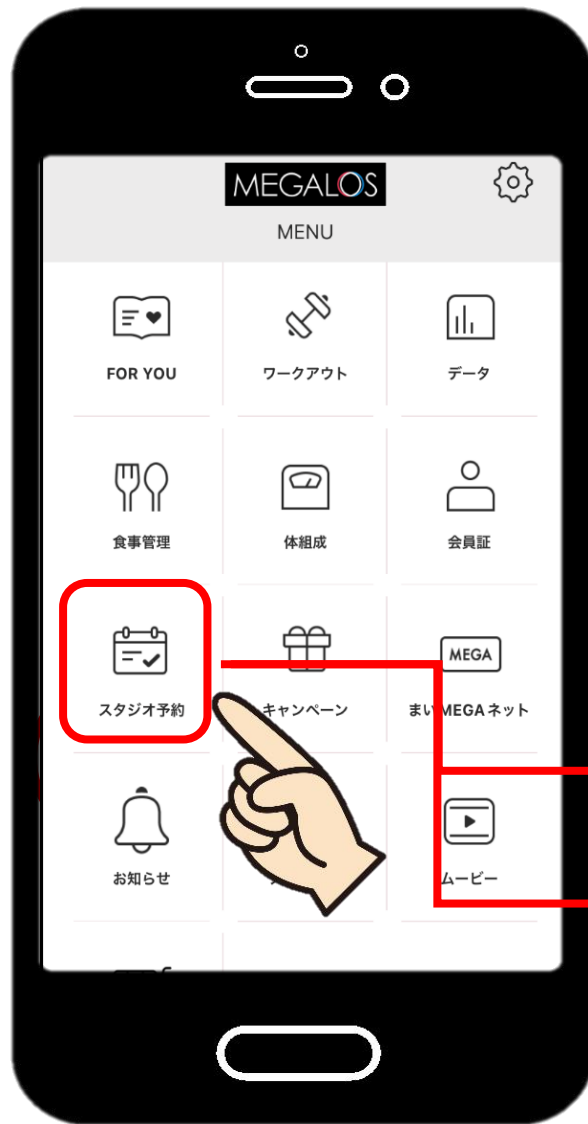 MEGALOS
MENU
FOR YOU
ワークアウト
データ
食事管理
体組成
会員証
スタジオ予約
キャンペーン
MEGA
まいMEGAネット
お知らせ
ムービー